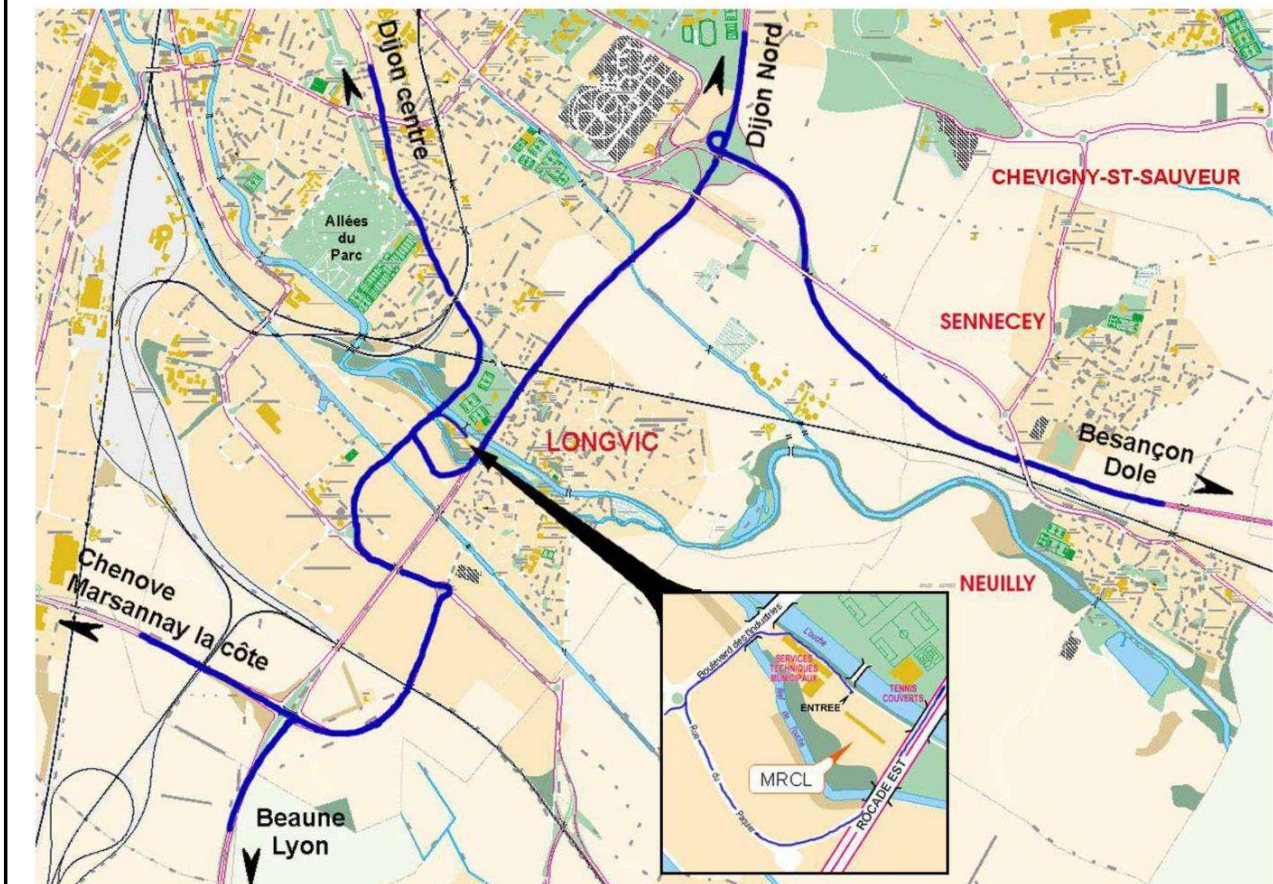 Dijon centre
Dijon Nord
CHEVIGNY-ST-SAUVEUR
Allées
du
Parc
SENNECEY
LONGVIC
Besançon
Dole
Chenove
Marsannay la côte
NEUILLY
Beaune
Lyon
Boulevard des l'industries
L'ouche
SERVICES
TECHNIQUES
MUNICIPAUX
TENNIS
COUVERTS
ENTREE
Rue du Paquier
MRCL
ROCADE EST